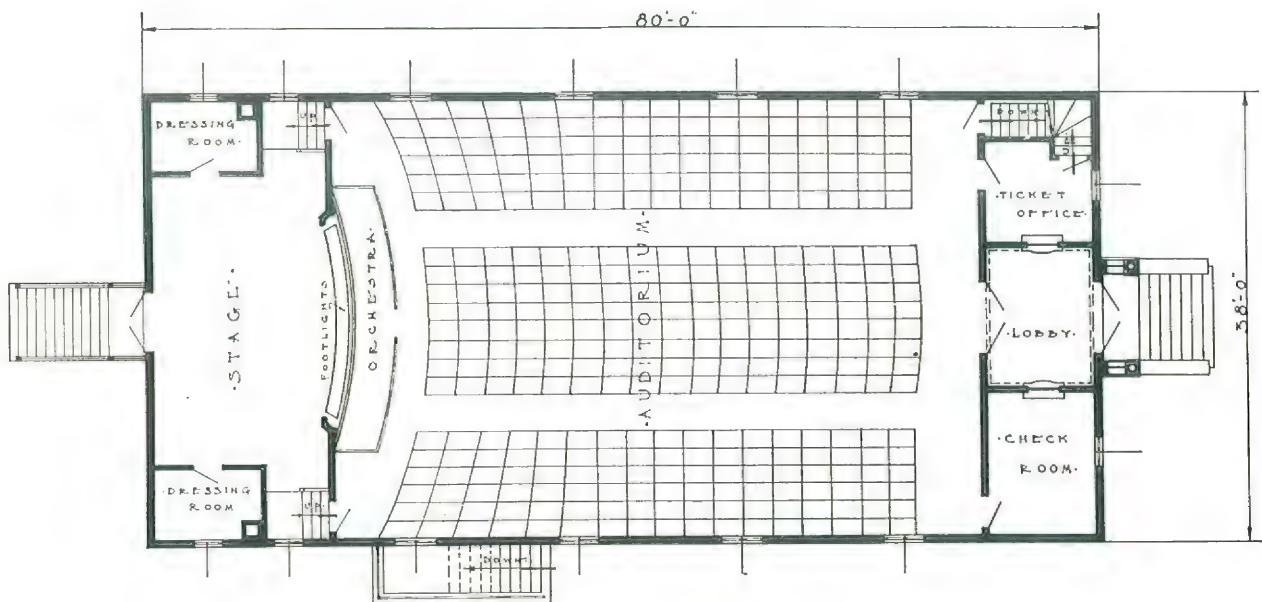 80'-0"
DRESSING
ROOM.
UP.
DOWN
UP.
.TICKET
OFFICE.
.STAGE.
FOOTLIGHTS
ORCHESTRA.
.AUDITORIUM.
.LOBBY.
38'-0"
.CHECK
ROOM.
.DRESSING
ROOM
UP.
DOWN